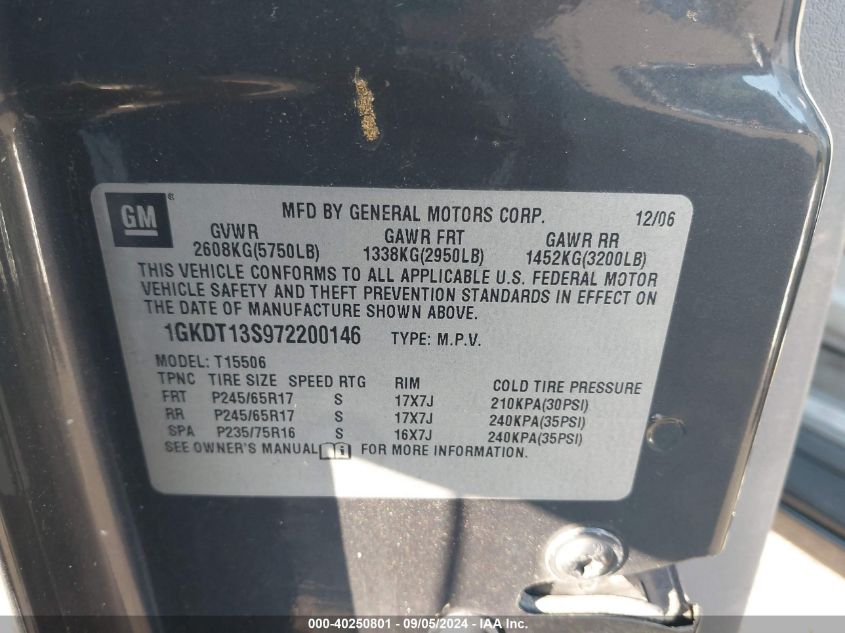 GM ®
MFD BY GENERAL MOTORS CORP. 12/06
GVWR GAWR FRT GAWR RR
2608KG(5750LB) 1338KG(2950LB) 1452KG(3200LB)
THIS VEHICLE CONFORMS TO ALL APPLICABLE U.S. FEDERAL MOTOR
VEHICLE SAFETY AND THEFT PREVENTION STANDARDS IN EFFECT ON
THE DATE OF MANUFACTURE SHOWN ABOVE.
1GKDT13S972200146 TYPE: M.P.V.
MODEL: T15506
TPNC TIRE SIZE SPEED RTG RIM COLD TIRE PRESSURE
FRT P245/65R17 S 17X7J 210KPA(30PSI)
RR P245/65R17 S 17X7J 240KPA(35PSI)
SPA P235/75R16 S 16X7J 240KPA(35PSI)
SEE OWNER'S MANUAL i FOR MORE INFORMATION.
000-40250801 - 09/05/2024 - IAA Inc.